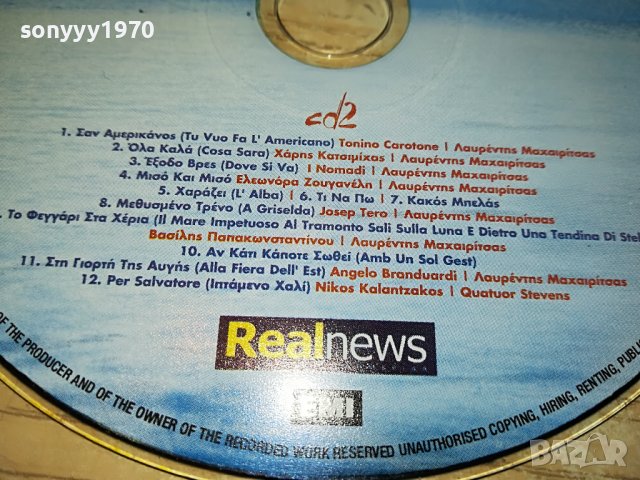 sonyyy1970
cd2
1. Σαν Αμερικάνος (Tu Vuo Fa L' Americano) Tonino Carotone | Λαυρέντης Μαχαιρίτσας
2. Όλα Καλά (Cosa Sara) Χάρης Κατσιμίχας | Λαυρέντης Μαχαιρίτσας
3. Έξοδο Βρες (Dove Si Va) I Nomadi | Λαυρέντης Μαχαιρίτσας
4. Μισό Και Μισό Ελεωνόρα Ζουγανέλη | Λαυρέντης Μαχαιρίτσας
5. Χαράζει (L' Alba) | 6. Τι Να Πω | 7. Κακός Μπελάς
8. Μεθυσμένο Τρένο (A Griselda) Josep Tero | Λαυρέντης Μαχαιρίτσας
. Το Φεγγάρι Στα Χέρια (Il Mare Impetuoso Al Tramonto Sali Sulla Luna E Dietro Una Tendina Di Stel
Βασίλης Παπακωνσταντίνου | Λαυρέντης Μαχαιρίτσας
10. Αν Κάτι Κάποτε Σωθεί (Amb Un Sol Gest)
11. Στη Γιορτή Της Αυγής (Alla Fiera Dell' Est) Angelo Branduardi | Λαυρέντης Μαχαιρίτσας
12. Per Salvatore (Ιπτάμενο Χαλί) Nikos Kalantzakos | Quatuor Stevens
Realnews
EMI
OF THE PRODUCER AND OF THE OWNER OF THE RECORDED WORK RESERVED UNAUTHORISED COPYING, HIRING, RENTING, PUBLI
BAZAR